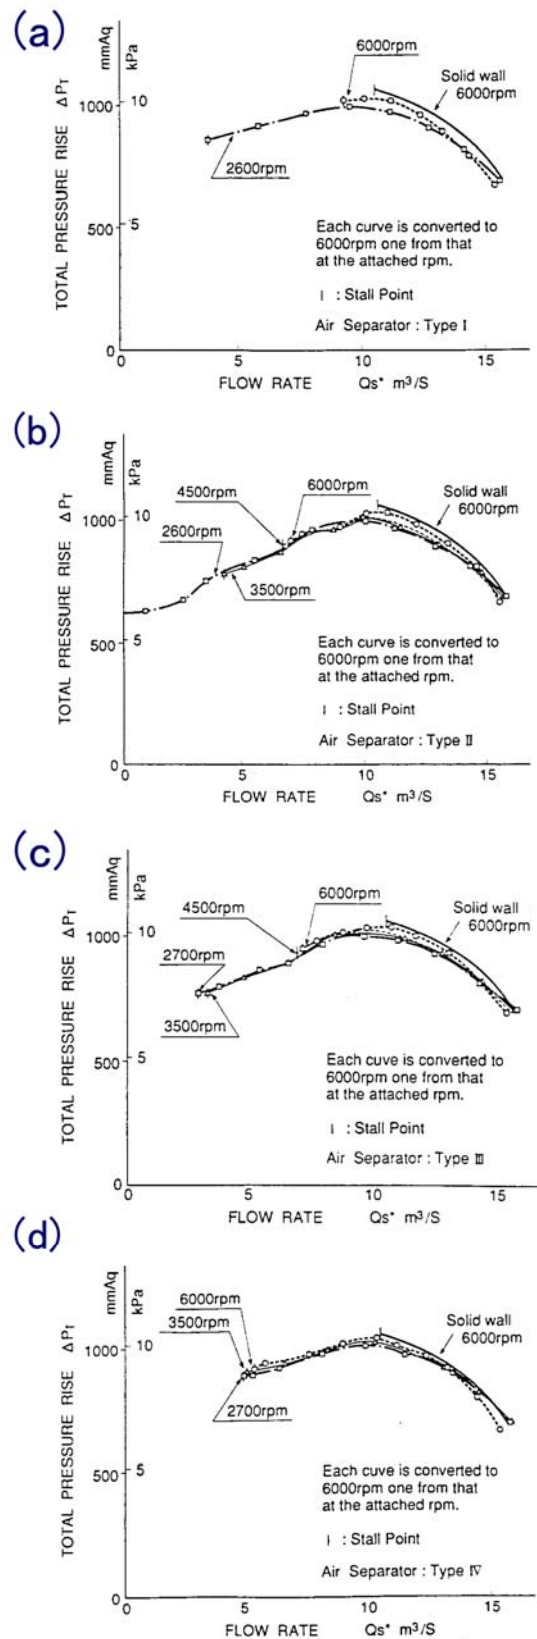 (a)
TOTAL PRESSURE RISE ΔPT
mmAq
kPa
1000
500
0
10
5
6000rpm
Solid wall
6000rpm
2600rpm
Each curve is converted to
6000rpm one from that
at the attached rpm.
I : Stall Point
Air Separator : Type I
0 5 10 15
FLOW RATE Qs* m³/S
(b)
TOTAL PRESSURE RISE ΔPT
mmAq
kPa
1000
500
0
10
5
4500rpm
6000rpm
Solid wall
6000rpm
2600rpm
3500rpm
Each curve is converted to
6000rpm one from that
at the attached rpm.
I : Stall Point
Air Separator : Type II
0 5 10 15
FLOW RATE Qs* m³/S
(c)
TOTAL PRESSURE RISE ΔPT
mmAq
kPa
1000
500
0
10
5
4500rpm
6000rpm
Solid wall
6000rpm
2700rpm
3500rpm
Each cuve is converted to
6000rpm one from that
at the attached rpm.
I : Stall Point
Air Separator : Type III
0 5 10 15
FLOW RATE Qs* m³/S
(d)
TOTAL PRESSURE RISE ΔPT
mmAq
kPa
1000
500
0
10
5
6000rpm
3500rpm
Solid wall
6000rpm
2700rpm
Each cuve is converted to
6000rpm one from that
at the attached rpm.
I : Stall Point
Air Separator : Type IV
0 5 10 15
FLOW RATE Qs* m³/S